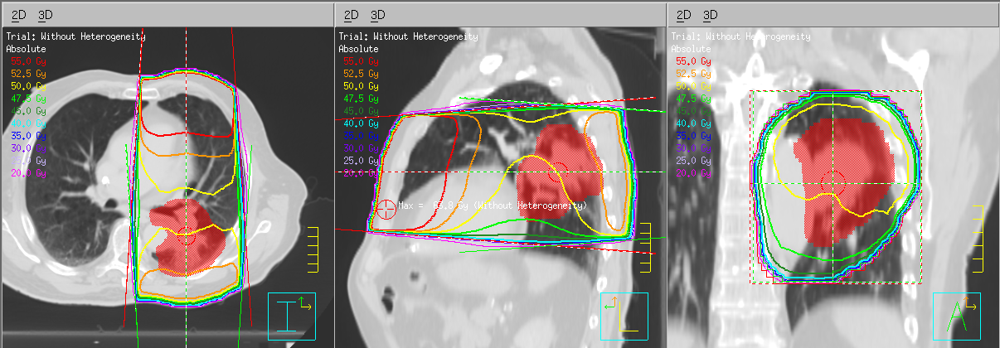 2D 3D
Trial: Without Heterogeneity
Absolute
55.0 Gy
52.5 Gy
50.0 Gy
47.5 Gy
45.0 Gy
40.0 Gy
35.0 Gy
30.0 Gy
25.0 Gy
20.0 Gy
2D 3D
Trial: Without Heterogeneity
Absolute
55.0 Gy
52.5 Gy
50.0 Gy
47.5 Gy
45.0 Gy
40.0 Gy
35.0 Gy
30.0 Gy
25.0 Gy
20.0 Gy
Gy (Without Heterogeneity)
Max =
2D 3D
Trial: Without Heterogeneity
Absolute
55.0 Gy
52.5 Gy
50.0 Gy
47.5 Gy
45.0 Gy
40.0 Gy
35.0 Gy
30.0 Gy
25.0 Gy
20.0 Gy
A